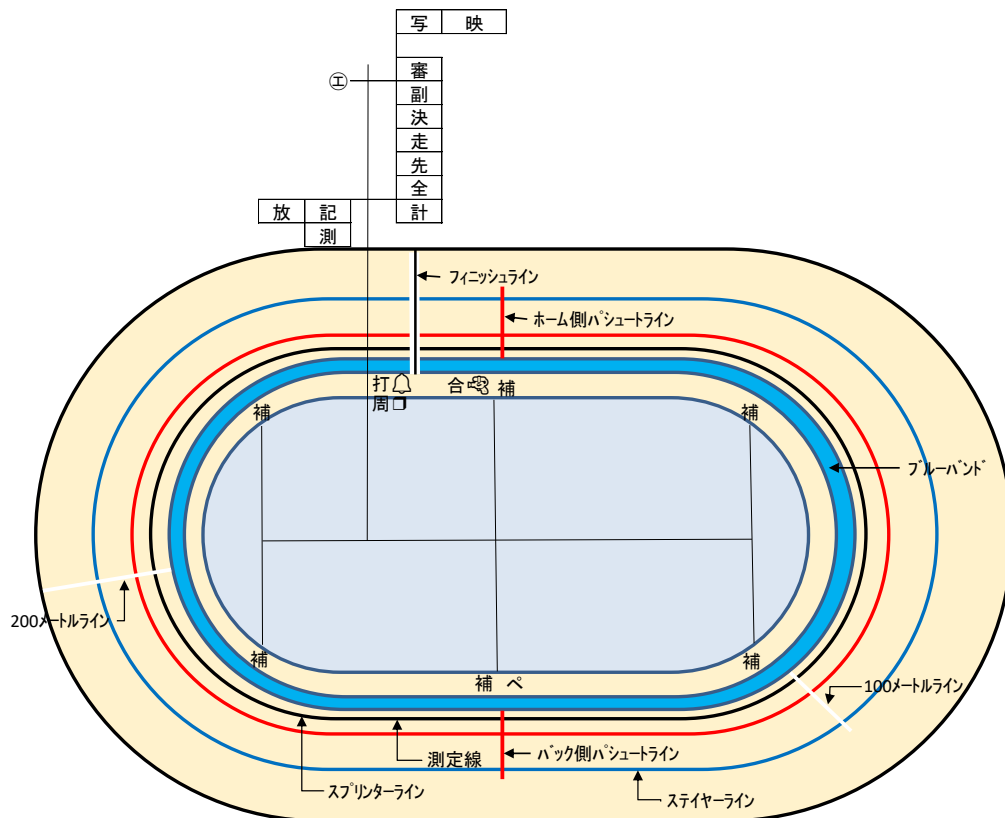 写 映
審
㋓
副
決
走
先
全
放 記 計
測
フィニッシュライン
ホーム側パシュートライン
打 合 補
周
補 補
ブルーバンド
200メートルライン
補 補
補 ペ
100メートルライン
測定線
バック側パシュートライン
スプリンターライン
ステイヤーライン